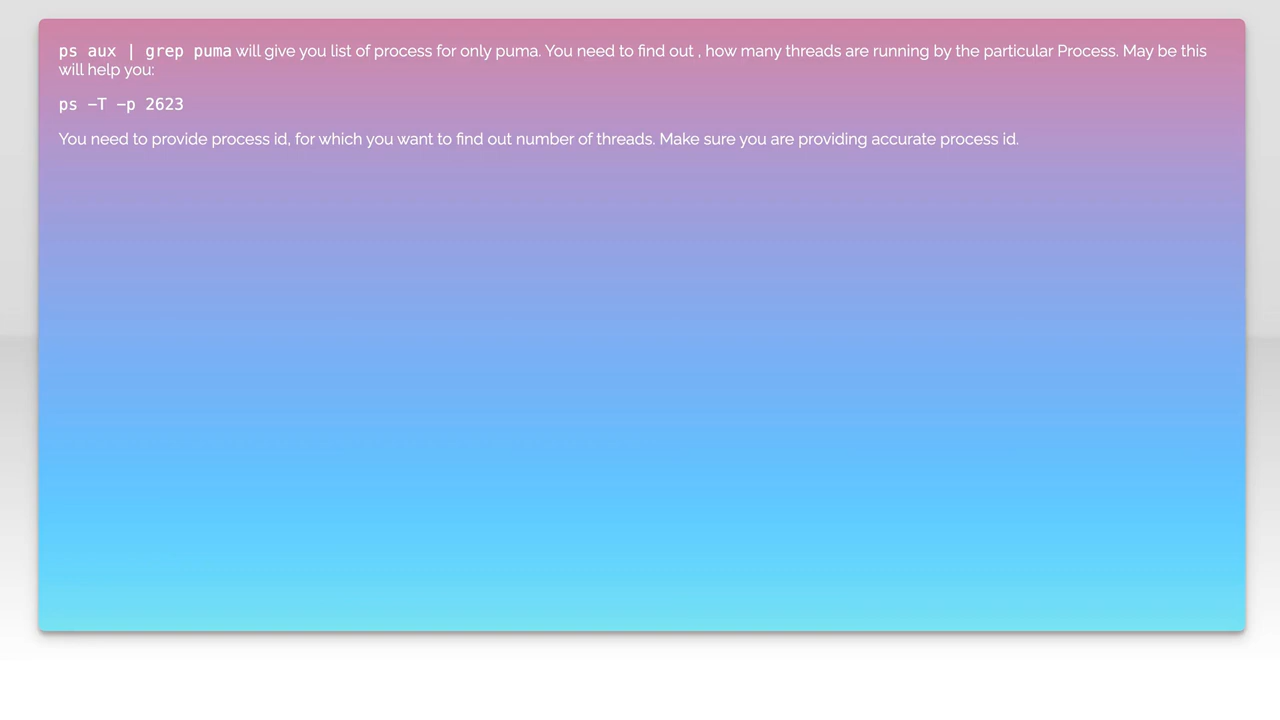 ps aux | grep puma will give you list of process for only puma. You need to find out , how many threads are running by the particular Process. May be this
will help you:
ps -T -p 2623
You need to provide process id, for which you want to find out number of threads. Make sure you are providing accurate process id.